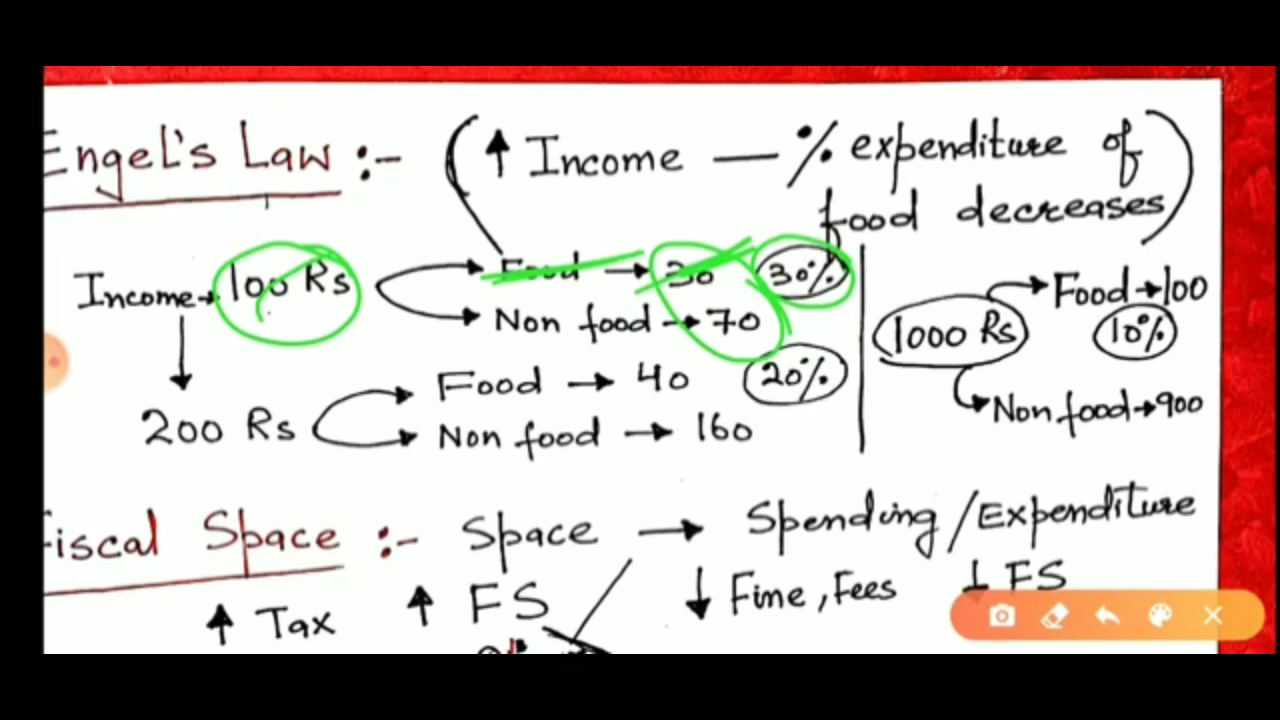 Engel's Law :- (↑ Income — % expenditure of
food decreases)
Income → 100 Rs
Food → 30 30%
Non food → 70
200 Rs
Food → 40 20%
Non food → 160
1000 Rs
Food → 100
10%
Non food → 900
Fiscal Space :- Space → Spending / Expenditure
↑ Tax ↑ FS ↓ Fine, Fees ↓ FS